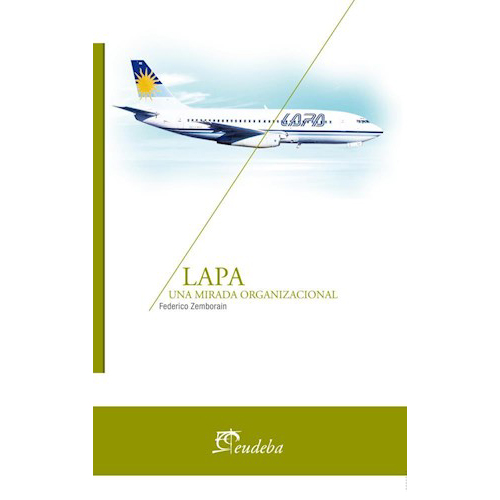 LAPA
LAPA
UNA MIRADA ORGANIZACIONAL
Federico Zemborain
eudeba